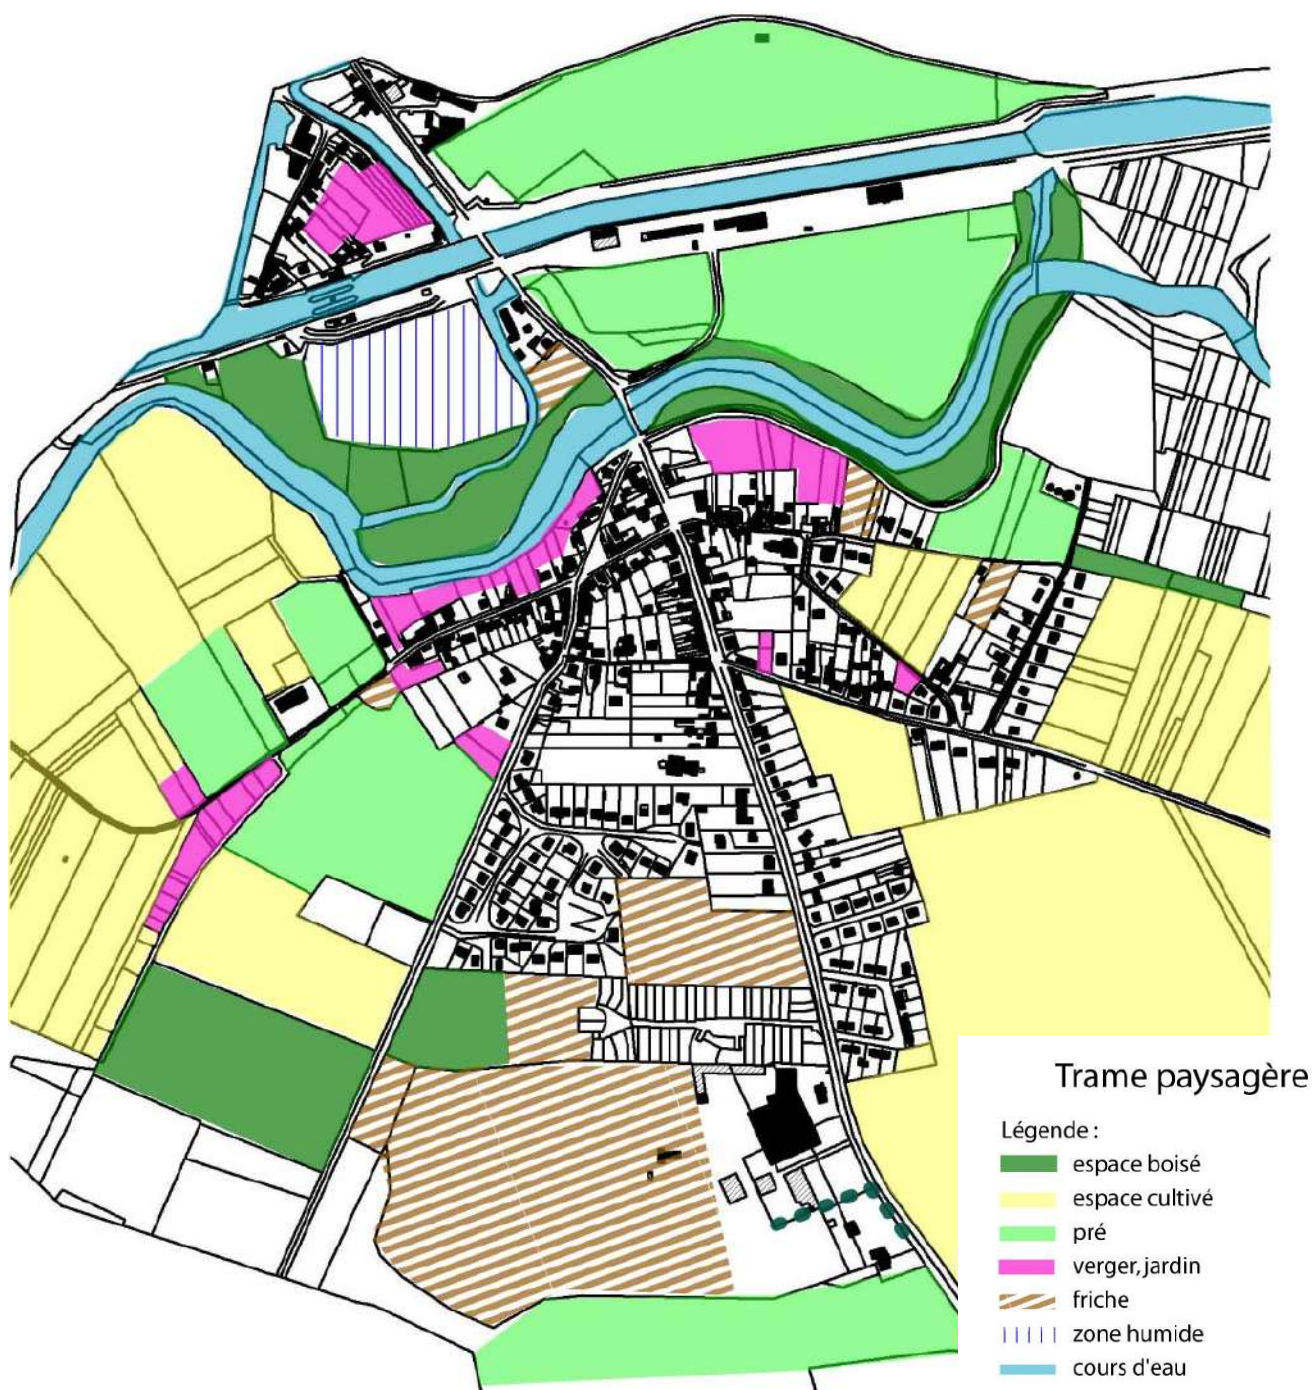 Trame paysagère
Légende :
espace boisé
espace cultivé
pré
verger, jardin
friche
zone humide
cours d'eau